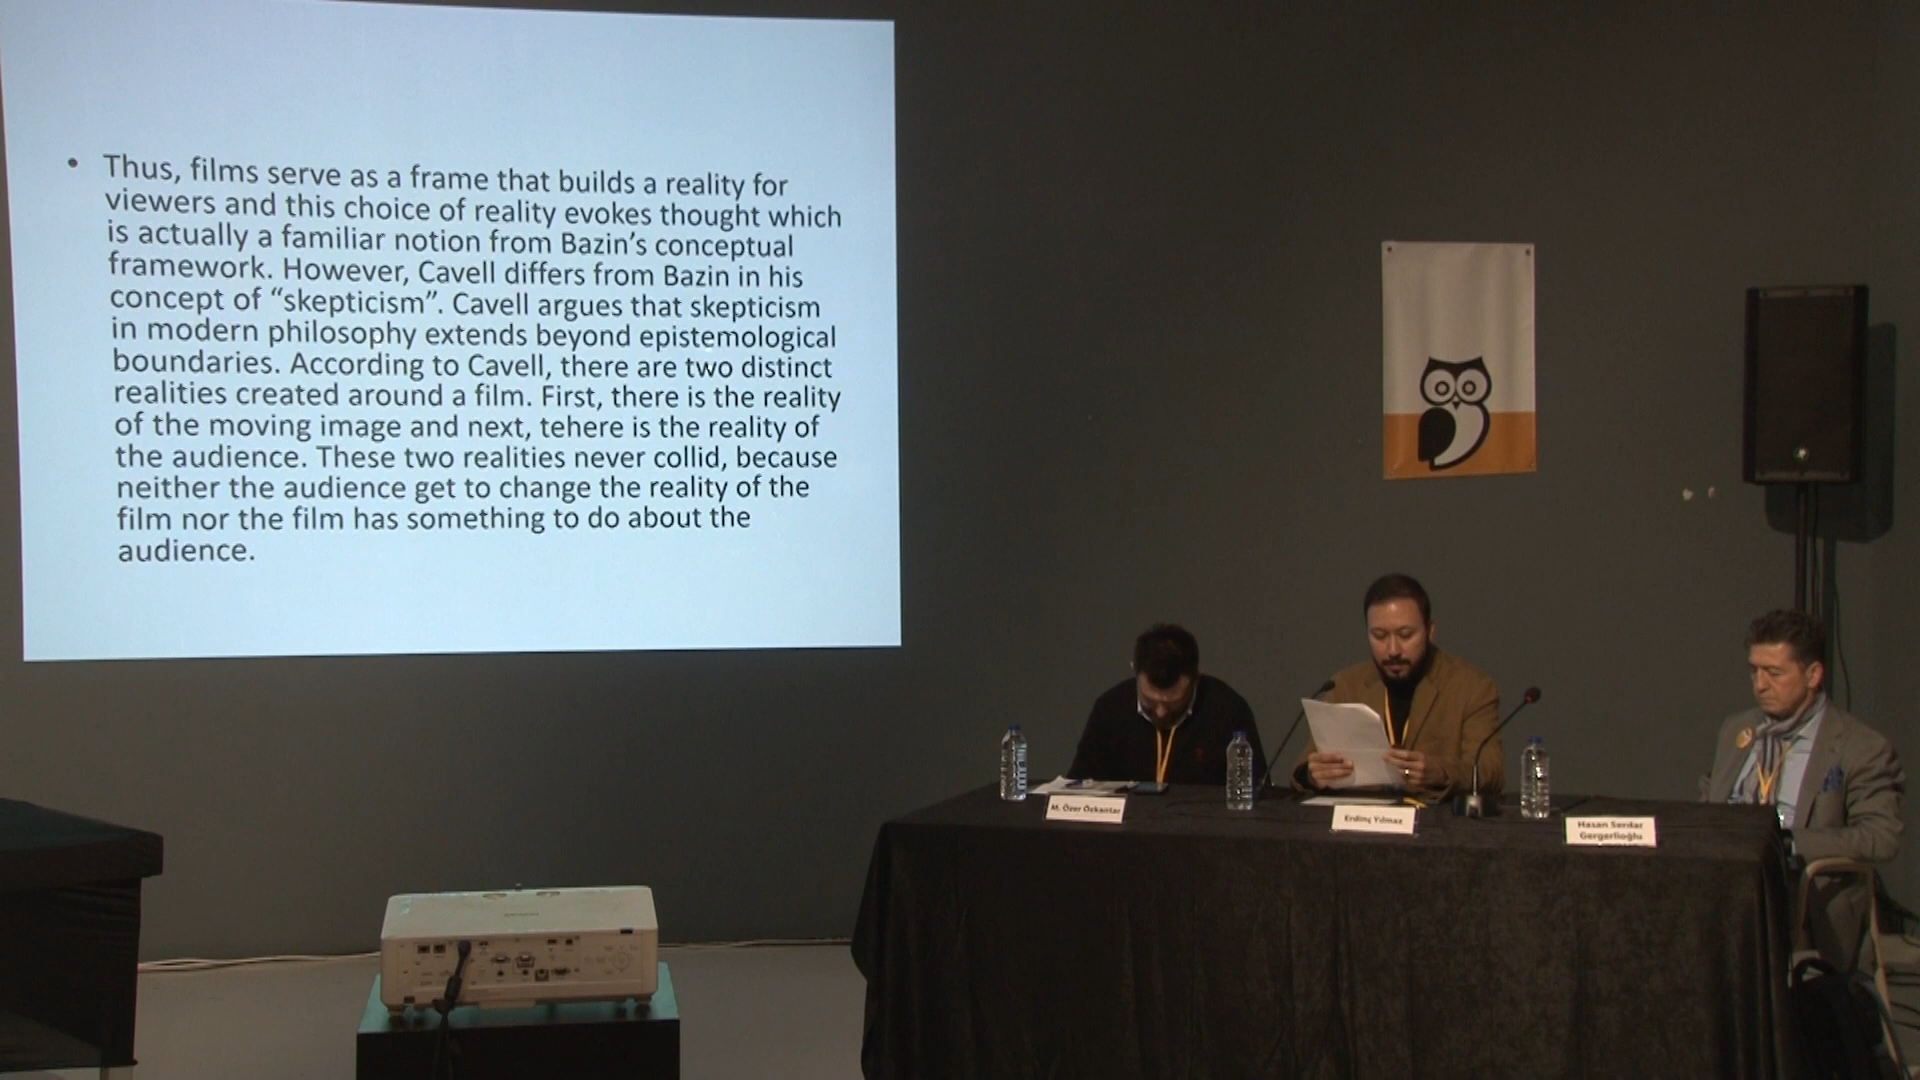 • Thus, films serve as a frame that builds a reality for
viewers and this choice of reality evokes thought which
is actually a familiar notion from Bazin's conceptual
framework. However, Cavell differs from Bazin in his
concept of “skepticism”. Cavell argues that skepticism
in modern philosophy extends beyond epistemological
boundaries. According to Cavell, there are two distinct
realities created around a film. First, there is the reality
of the moving image and next, tehere is the reality of
the audience. These two realities never collid, because
neither the audience get to change the reality of the
film nor the film has something to do about the
audience.
M. Özer Özkantar
Erdinç Yılmaz
Hasan Serdar
Gergerlioğlu